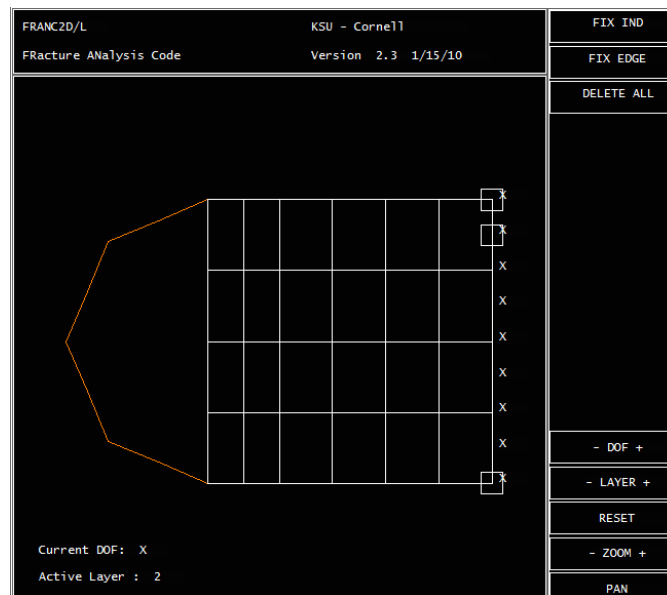 FRANC2D/L
KSU - Cornell
FRacture ANalysis Code
Version 2.3 1/15/10
FIX IND
FIX EDGE
DELETE ALL
X
X
X
X
X
X
X
X
X
- DOF +
- LAYER +
RESET
- ZOOM +
PAN
Current DOF: X
Active Layer : 2